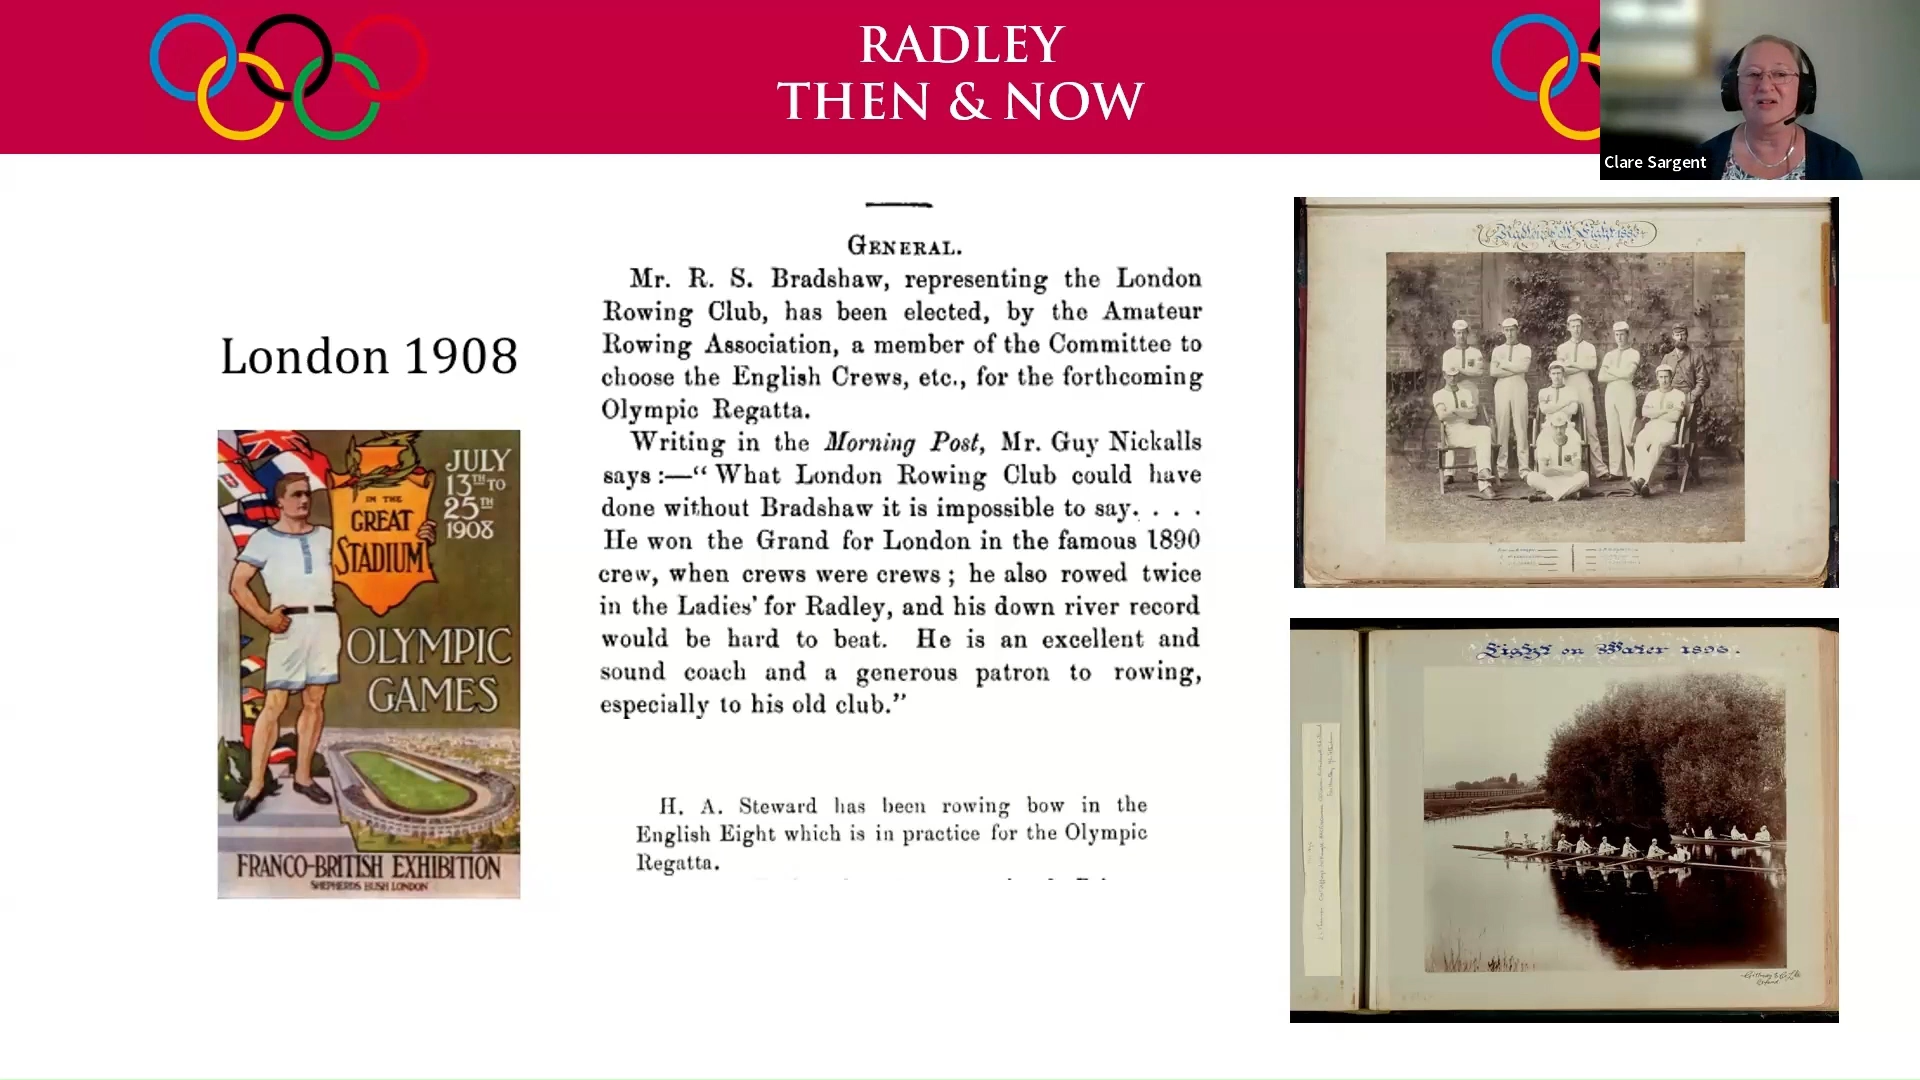 RADLEY
THEN & NOW
Clare Sargent
London 1908
JULY
13TH TO
25TH
1908
IN THE
GREAT
STADIUM
OLYMPIC
GAMES
FRANCO-BRITISH EXHIBITION
SHEPHERDS BUSH LONDON
GENERAL.
Mr. R. S. Bradshaw, representing the London
Rowing Club, has been elected, by the Amateur
Rowing Association, a member of the Committee to
choose the English Crews, etc., for the forthcoming
Olympic Regatta.
Writing in the Morning Post, Mr. Guy Nickalls
says :—“ What London Rowing Club could have
done without Bradshaw it is impossible to say. . . .
He won the Grand for London in the famous 1890
crew, when crews were crews ; he also rowed twice
in the Ladies’ for Radley, and his down river record
would be hard to beat. He is an excellent and
sound coach and a generous patron to rowing,
especially to his old club.”
H. A. Steward has been rowing bow in the
English Eight which is in practice for the Olympic
Regatta.
Eight on Water